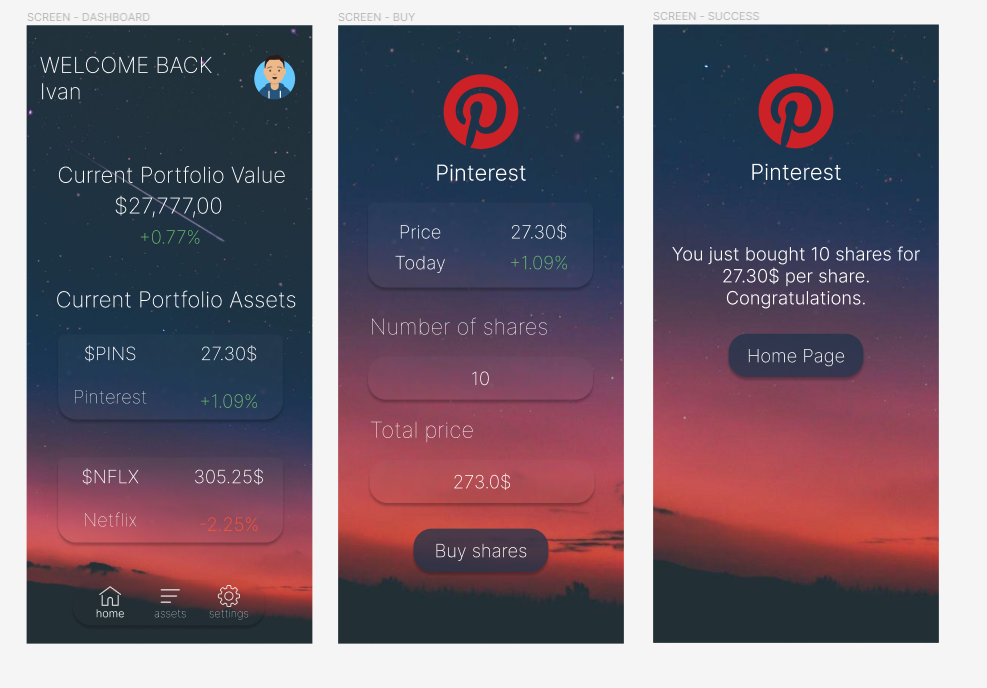 SCREEN - DASHBOARD
WELCOME BACK
Ivan
Current Portfolio Value
$27,777,00
+0.77%
Current Portfolio Assets
$PINS 27.30$
Pinterest +1.09%
$NFLX 305.25$
Netflix -2.25%
home assets settings
SCREEN - BUY
Pinterest
Price 27.30$
Today +1.09%
Number of shares
10
Total price
273.0$
Buy shares
SCREEN - SUCCESS
Pinterest
You just bought 10 shares for
27.30$ per share.
Congratulations.
Home Page